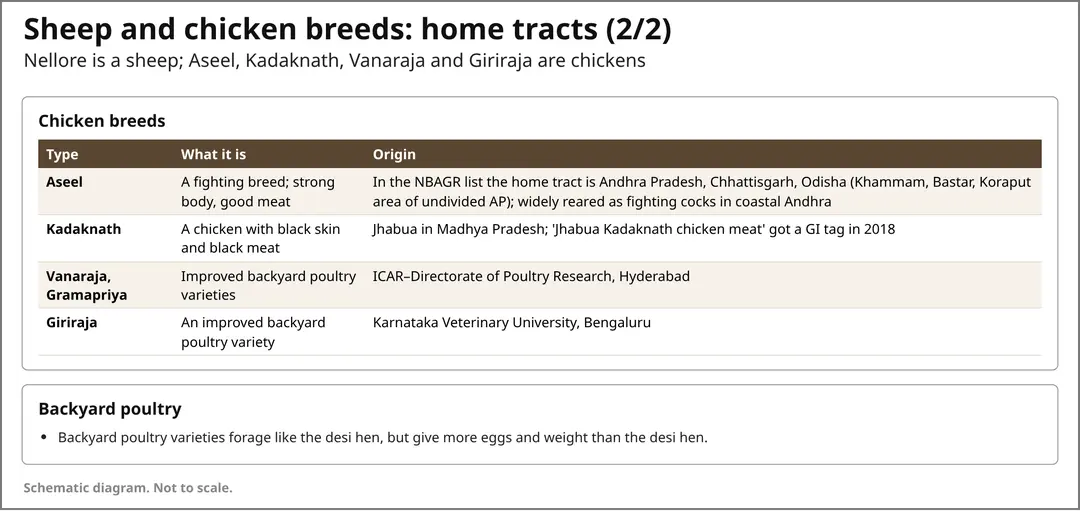 Sheep and chicken breeds: home tracts (2/2)
Nellore is a sheep; Aseel, Kadaknath, Vanaraja and Giriraja are chickens
Chicken breeds
Type What it is Origin
Aseel A fighting breed; strong body, good meat In the NBAGR list the home tract is Andhra Pradesh, Chhattisgarh, Odisha (Khammam, Bastar, Koraput area of undivided AP); widely reared as fighting cocks in coastal Andhra
Kadaknath A chicken with black skin and black meat Jhabua in Madhya Pradesh; 'Jhabua Kadaknath chicken meat' got a GI tag in 2018
Vanaraja, Gramapriya Improved backyard poultry varieties ICAR–Directorate of Poultry Research, Hyderabad
Giriraja An improved backyard poultry variety Karnataka Veterinary University, Bengaluru
Backyard poultry
• Backyard poultry varieties forage like the desi hen, but give more eggs and weight than the desi hen.
Schematic diagram. Not to scale.